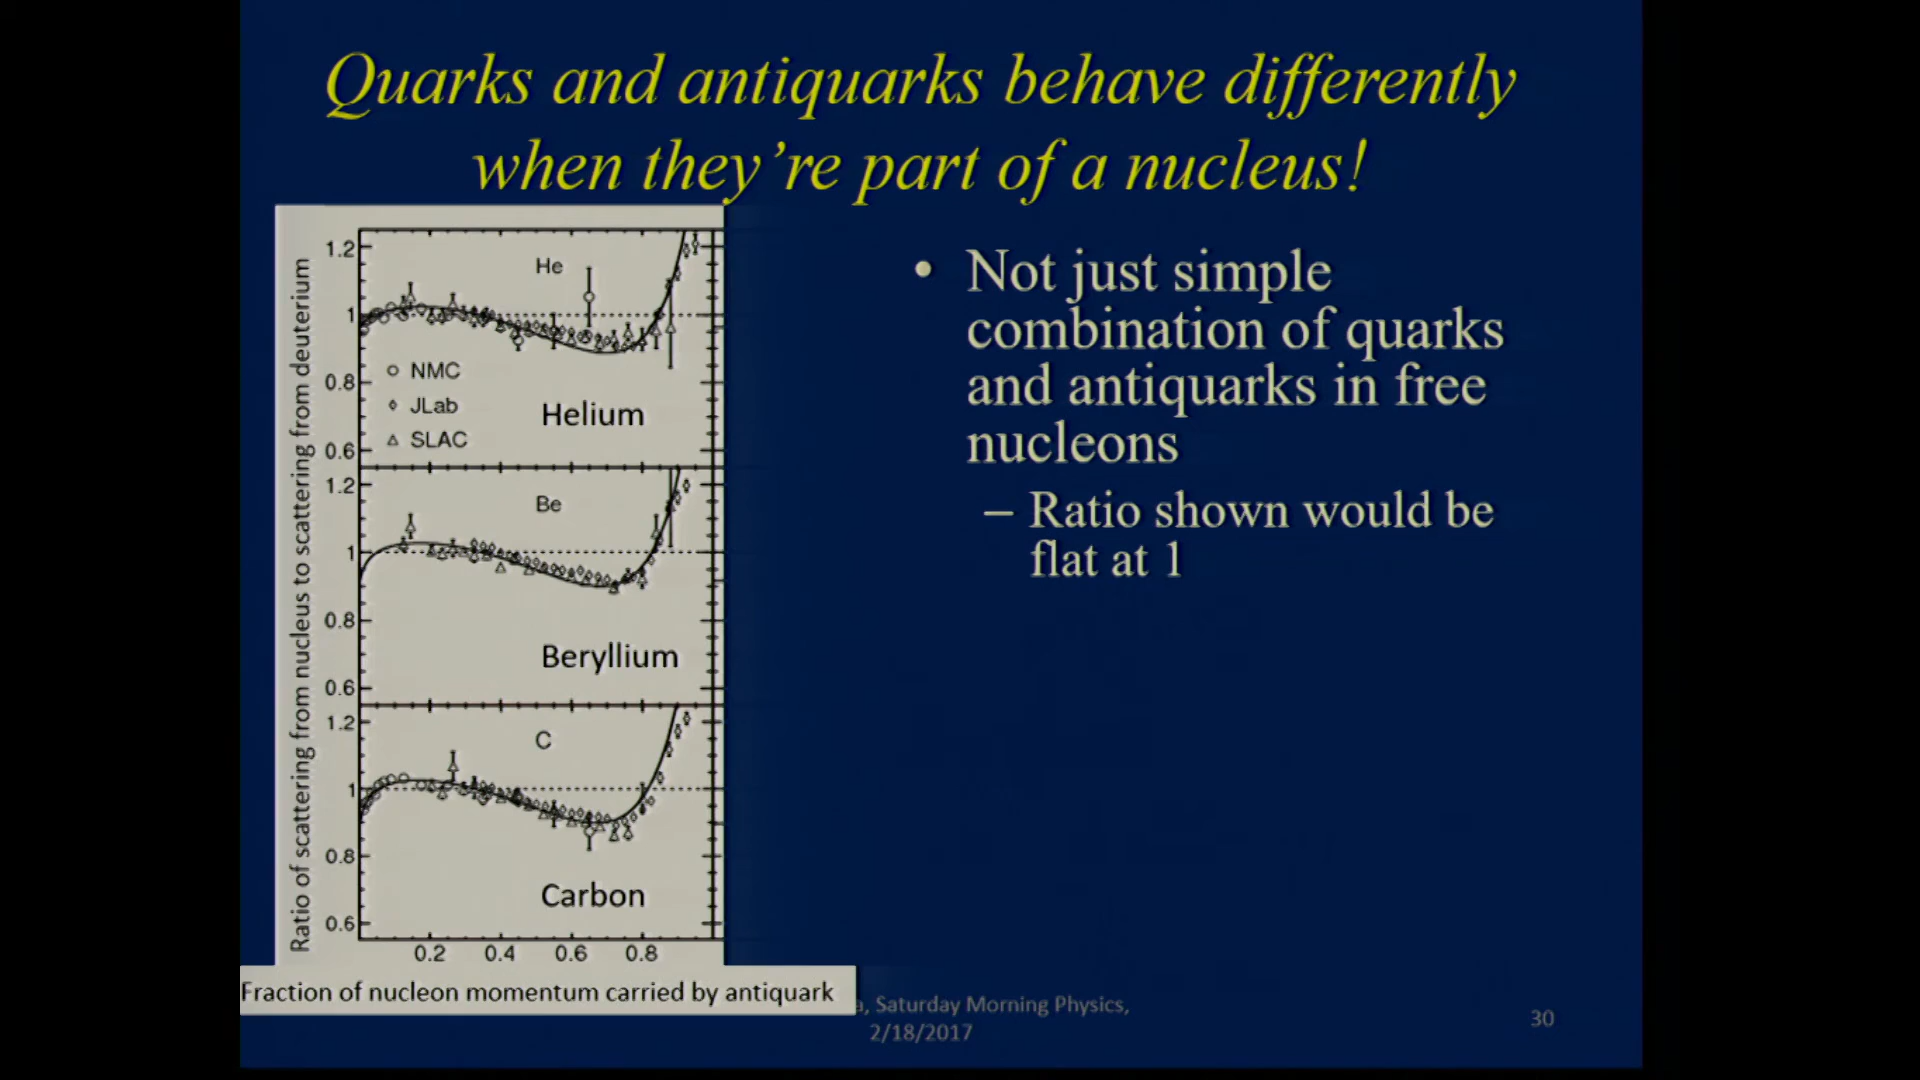 Quarks and antiquarks behave differently
when they're part of a nucleus!
Ratio of scattering from nucleus to scattering from deuterium
1.2
1
0.8
0.6
He
○ NMC
◊ JLab
△ SLAC
Helium
1.2
1
0.8
0.6
Be
Beryllium
1.2
1
0.8
0.6
C
Carbon
0.2 0.4 0.6 0.8
Fraction of nucleon momentum carried by antiquark
• Not just simple
combination of quarks
and antiquarks in free
nucleons
– Ratio shown would be
flat at 1
a, Saturday Morning Physics,
2/18/2017
30